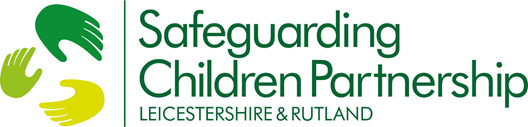 Safeguarding
Children Partnership
LEICESTERSHIRE & RUTLAND